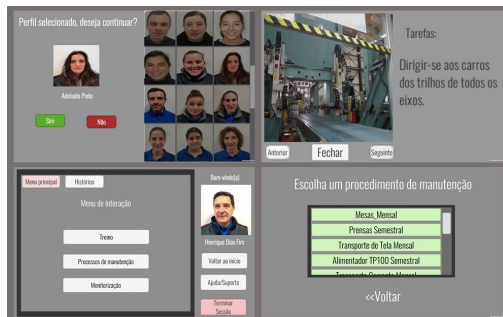 Perfil selecionado, deseja continuar?
Adelaide Pinto
Sim
Não
Tarefas:
Dirigir-se aos carros
dos trilhos de todos os
eixos.
Anterior
Fechar
Seguinte
Menu principal
Histórico
Menu de interação
Treino
Processos de manutenção
Monitorização
Bem-vindo(a)
Henrique Dias Fim
Voltar ao início
Ajuda/Suporte
Terminar
Sessão
Escolha um procedimento de manutenção
Mesas_Mensal
Prensas Semestral
Transporte de Tela Mensal
Alimentador TP100 Semestral
<<Voltar